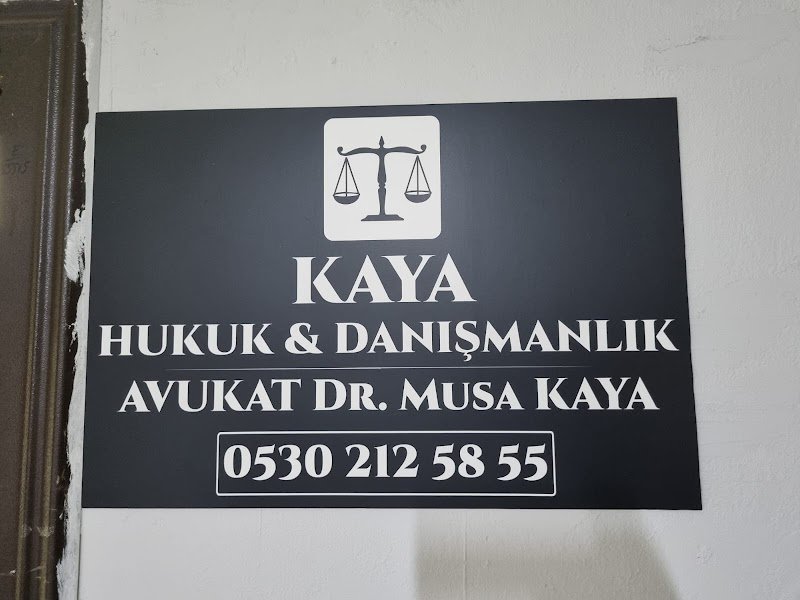 KAYA
HUKUK & DANIŞMANLIK
AVUKAT DR. MUSA KAYA
0530 212 58 55